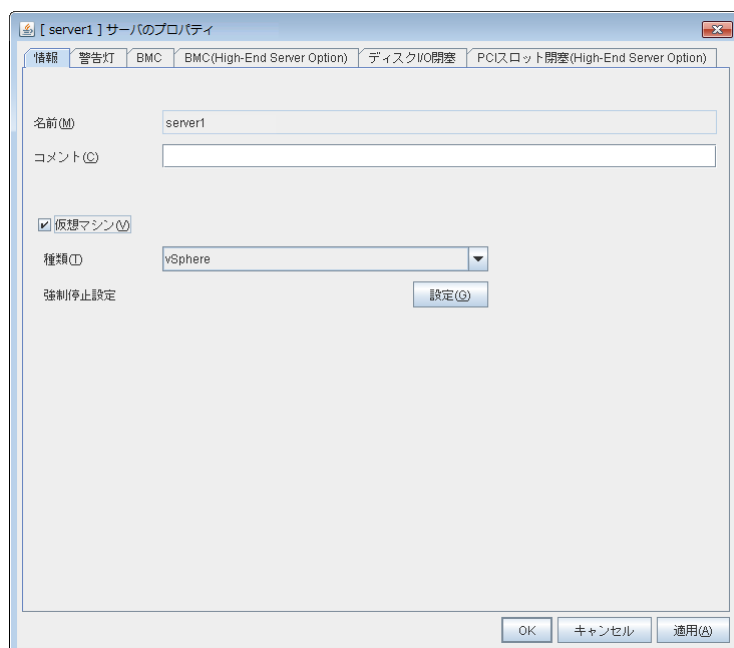 [ server1 ] サーバのプロパティ
情報 警告灯 BMC BMC(High-End Server Option) ディスクI/O閉塞 PCIスロット閉塞(High-End Server Option)
名前(M) server1
コメント(C)
仮想マシン(V)
種類(T) vSphere
強制停止設定 設定(G)
OK キャンセル 適用(A)